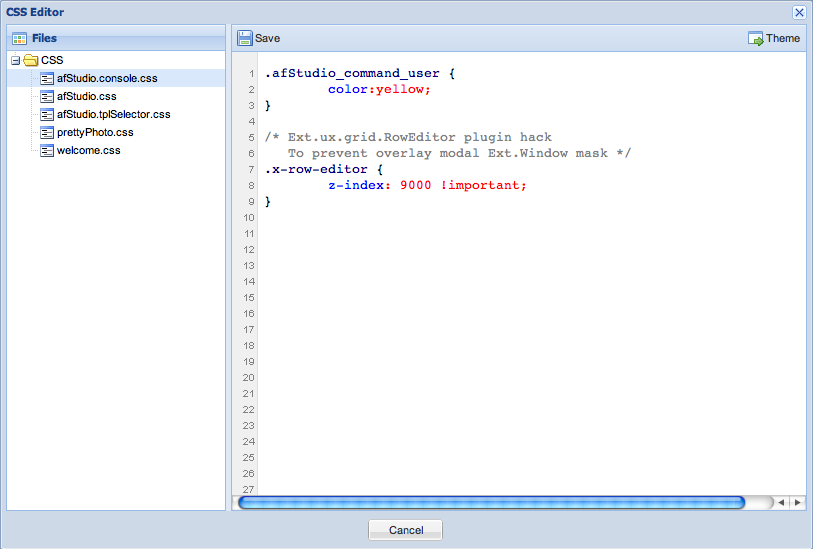 CSS Editor
Files
CSS
afStudio.console.css
afStudio.css
afStudio.tplSelector.css
prettyPhoto.css
welcome.css
Save
Theme
1 .afStudio_command_user {
2 color:yellow;
3 }
4
5 /* Ext.ux.grid.RowEditor plugin hack
6 To prevent overlay modal Ext.Window mask */
7 .x-row-editor {
8 z-index: 9000 !important;
9 }
10
11
12
13
14
15
16
17
18
19
20
21
22
23
24
25
26
27
Cancel